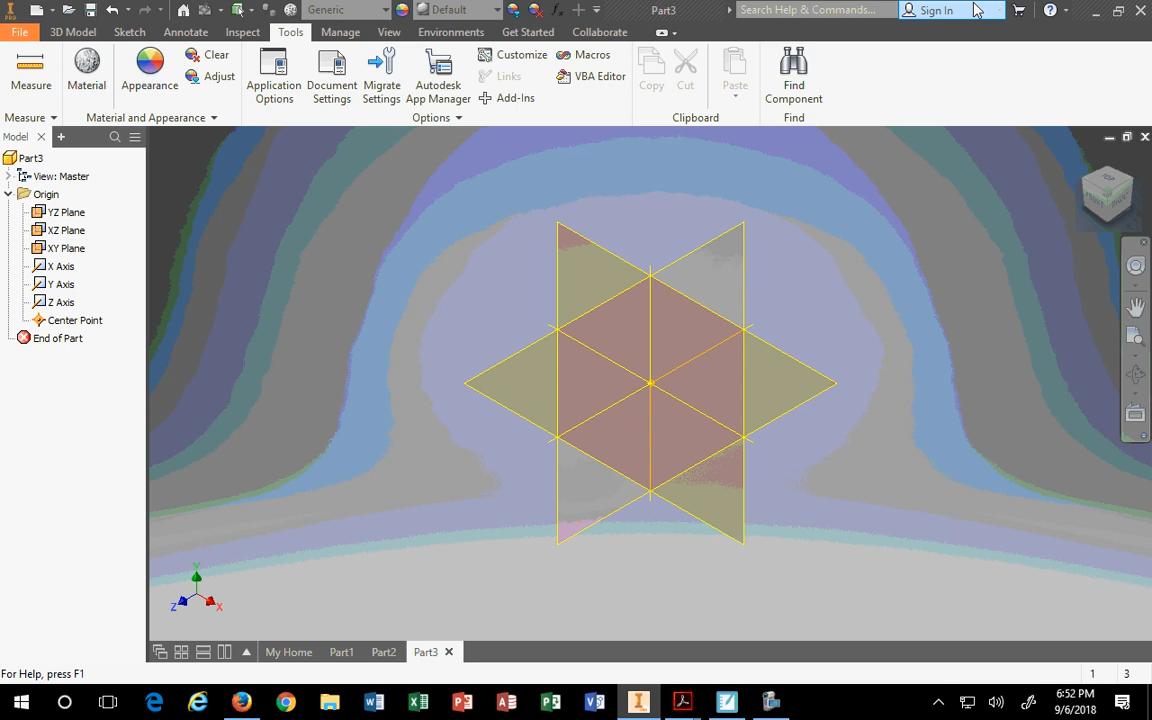 PRO Generic Default Part3 Search Help & Commands... Sign In
File 3D Model Sketch Annotate Inspect Tools Manage View Environments Get Started Collaborate
Measure
Material
Appearance
Clear
Adjust
Application Options
Document Settings
Migrate Settings
Autodesk App Manager
Customize
Links
Add-Ins
Macros
VBA Editor
Copy
Cut
Paste
Find Component
Measure Material and Appearance Options Clipboard Find
Model
Part3
View: Master
Origin
YZ Plane
XZ Plane
XY Plane
X Axis
Y Axis
Z Axis
Center Point
End of Part
TOP
Y
Z
X
My Home Part1 Part2 Part3
For Help, press F1
1 3
6:52 PM
9/6/2018